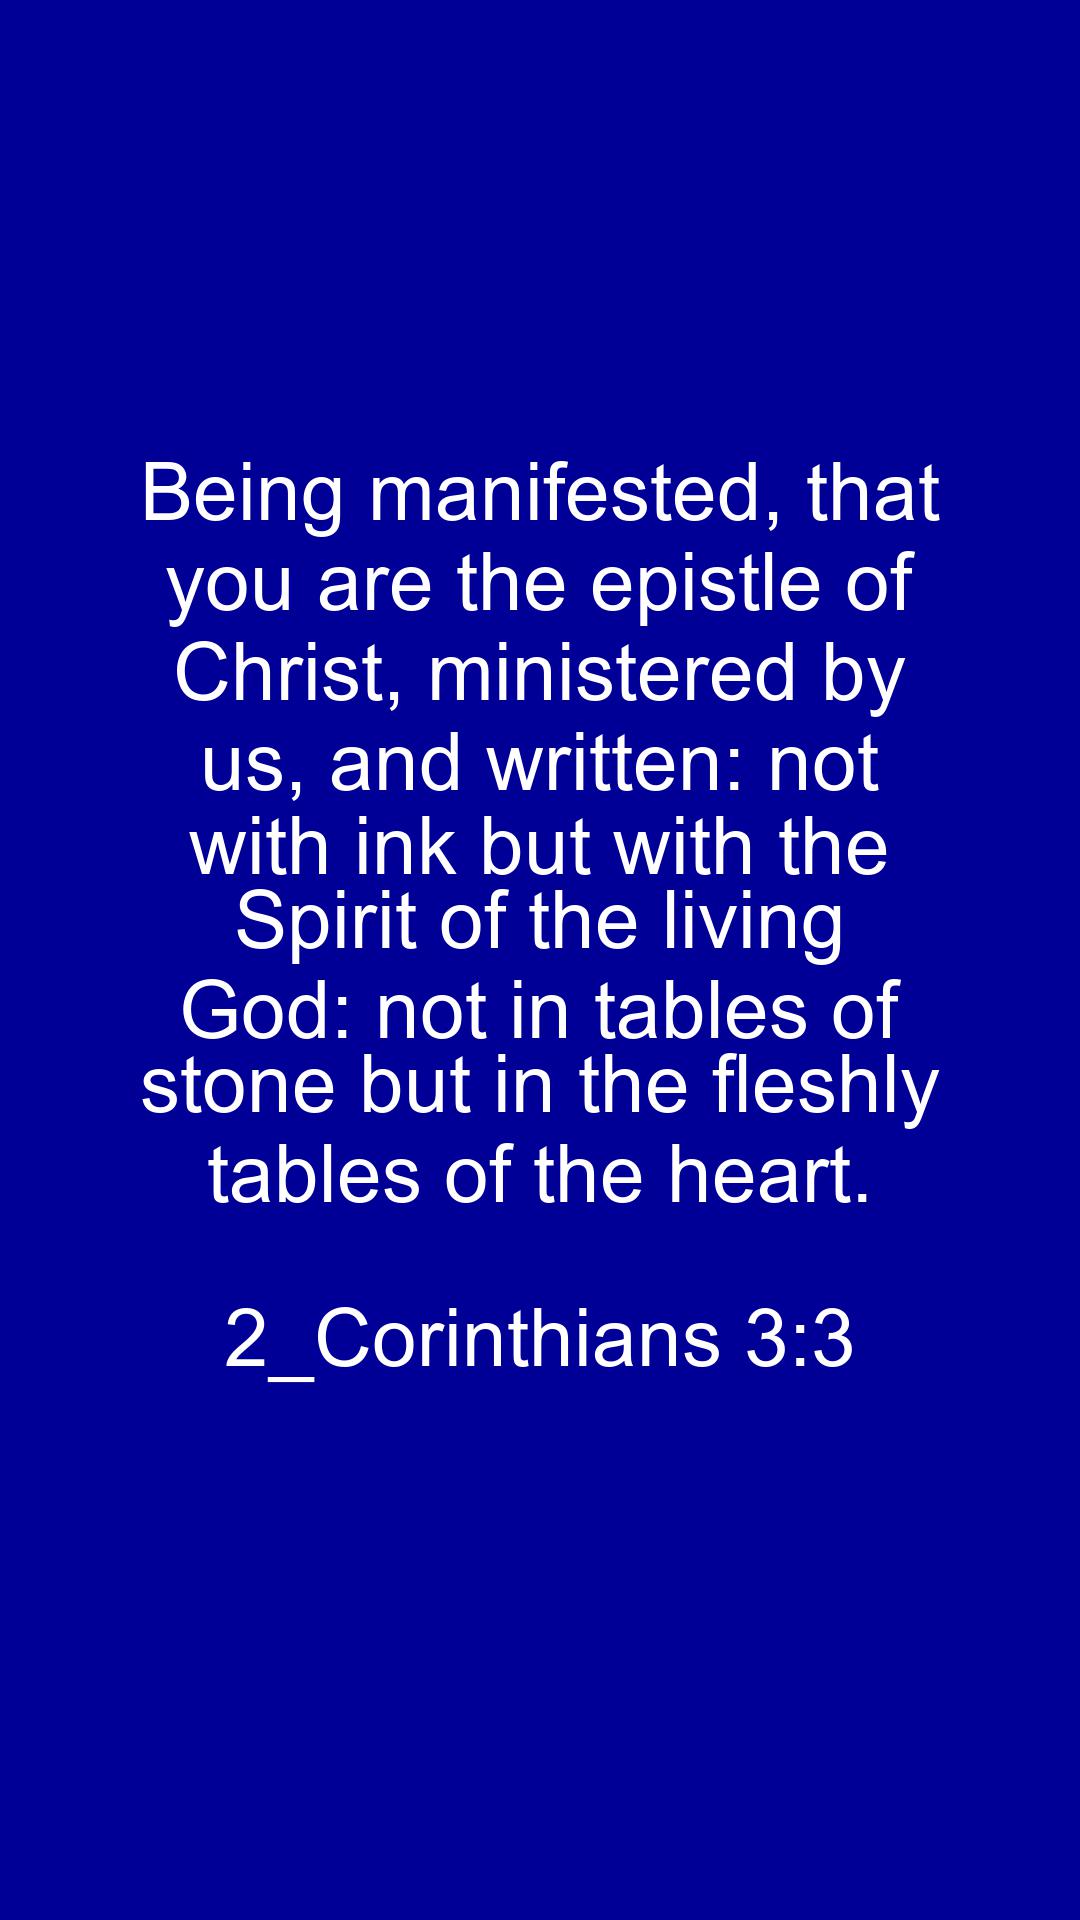 Being manifested, that
you are the epistle of
Christ, ministered by
us, and written: not
with ink but with the
Spirit of the living
God: not in tables of
stone but in the fleshly
tables of the heart.
2_Corinthians 3:3